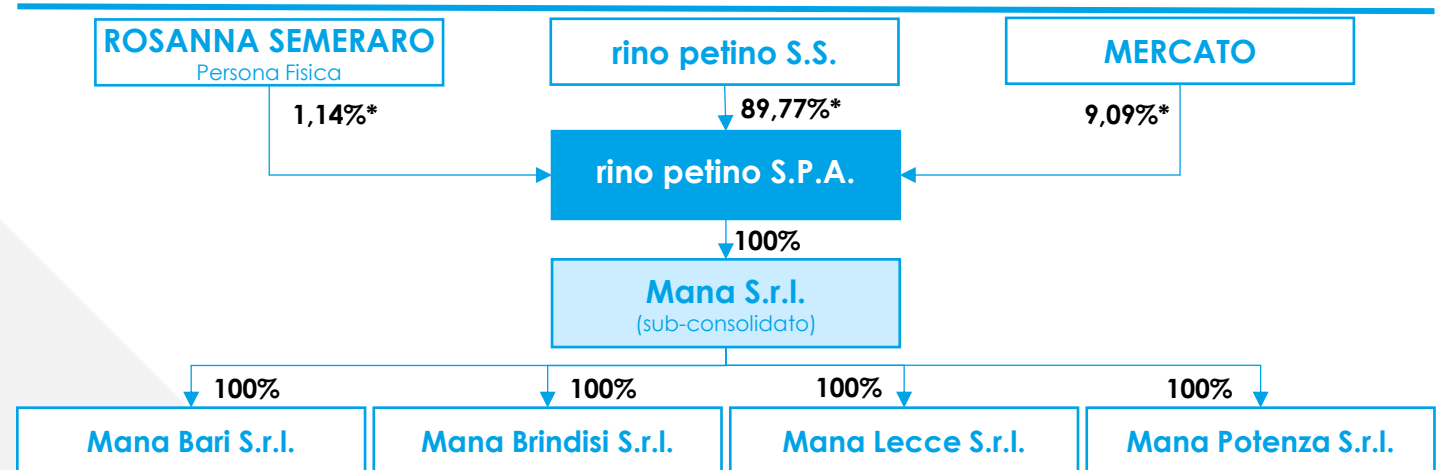 ROSANNA SEMERARO
Persona Fisica
rino petino S.S.
MERCATO
1,14%*
89,77%*
9,09%*
rino petino S.P.A.
100%
Mana S.r.l.
(sub-consolidato)
100%
100%
100%
100%
Mana Bari S.r.l.
Mana Brindisi S.r.l.
Mana Lecce S.r.l.
Mana Potenza S.r.l.